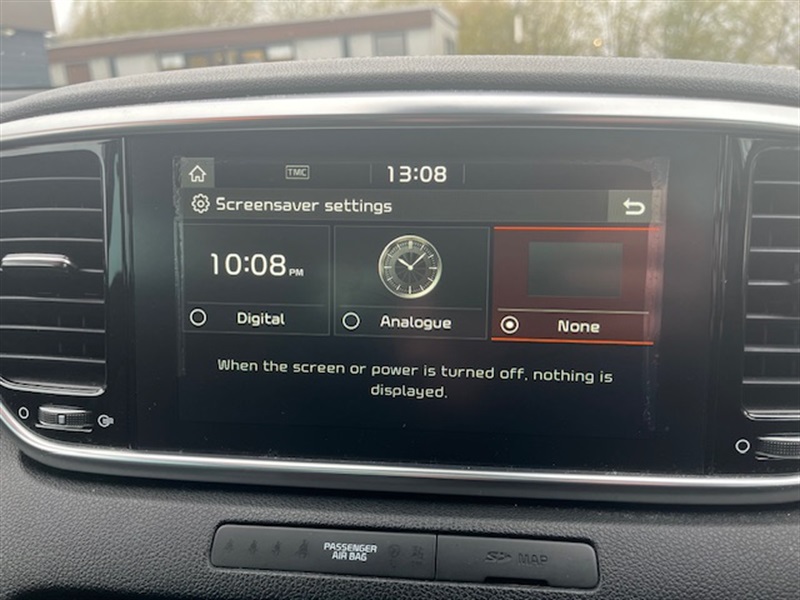 TMC 13:08
Screensaver settings
10:08 PM
Digital
Analogue
None
When the screen or power is turned off, nothing is
displayed.
PASSENGER
AIR BAG
SD MAP